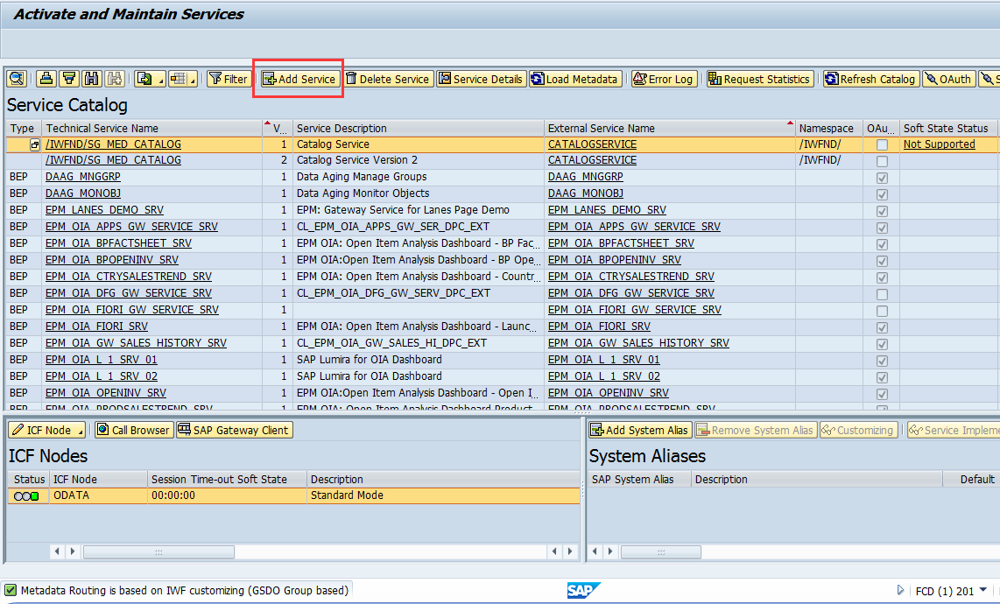 Activate and Maintain Services
Filter Add Service Delete Service Service Details Load Metadata Error Log Request Statistics Refresh Catalog OAuth S
Service Catalog
Type Technical Service Name V... Service Description External Service Name Namespace OAu... Soft State Status
/IWFND/SG_MED_CATALOG 1 Catalog Service CATALOGSERVICE /IWFND/ Not Supported
/IWFND/SG_MED_CATALOG 2 Catalog Service Version 2 CATALOGSERVICE /IWFND/
BEP DAAG_MNGGRP 1 Data Aging Manage Groups DAAG_MNGGRP
BEP DAAG_MONOBJ 1 Data Aging Monitor Objects DAAG_MONOBJ
BEP EPM_LANES_DEMO_SRV 1 EPM: Gateway Service for Lanes Page Demo EPM_LANES_DEMO_SRV
BEP EPM_OIA_APPS_GW_SERVICE_SRV 1 CL_EPM_OIA_APPS_GW_SER_DPC_EXT EPM_OIA_APPS_GW_SERVICE_SRV
BEP EPM_OIA_BPFACTSHEET_SRV 1 EPM OIA: Open Item Analysis Dashboard - BP Fac... EPM_OIA_BPFACTSHEET_SRV
BEP EPM_OIA_BPOPENINV_SRV 1 EPM OIA:Open Item Analysis Dashboard - BP Ope... EPM_OIA_BPOPENINV_SRV
BEP EPM_OIA_CTRYSALESTREND_SRV 1 EPM OIA: Open Item Analysis Dashboard - Countr... EPM_OIA_CTRYSALESTREND_SRV
BEP EPM_OIA_DFG_GW_SERVICE_SRV 1 CL_EPM_OIA_DFG_GW_SERV_DPC_EXT EPM_OIA_DFG_GW_SERVICE_SRV
BEP EPM_OIA_FIORI_GW_SERVICE_SRV 1 EPM_OIA_FIORI_GW_SERVICE_SRV
BEP EPM_OIA_FIORI_SRV 1 EPM OIA: Open Item Analysis Dashboard - Launc... EPM_OIA_FIORI_SRV
BEP EPM_OIA_GW_SALES_HISTORY_SRV 1 CL_EPM_OIA_GW_SALES_HI_DPC_EXT EPM_OIA_GW_SALES_HISTORY_SRV
BEP EPM_OIA_L_1_SRV_01 1 SAP Lumira for OIA Dashboard EPM_OIA_L_1_SRV_01
BEP EPM_OIA_L_1_SRV_02 1 SAP Lumira for OIA Dashboard EPM_OIA_L_1_SRV_02
BEP EPM_OIA_OPENINV_SRV 1 EPM OIA:Open Item Analysis Dashboard - Open I... EPM_OIA_OPENINV_SRV
BEP EPM_OIA_PRODSALESTREND_SRV 1 EPM OIA: Open Item Analysis Dashboard Product EPM_OIA_PRODSALESTREND_SRV
ICF Node Call Browser SAP Gateway Client Add System Alias Remove System Alias Customizing Service Impleme
ICF Nodes System Aliases
Status ICF Node Session Time-out Soft State Description SAP System Alias Description Default
ODATA 00:00:00 Standard Mode
Metadata Routing is based on IWF customizing (GSDO Group based) SAP FCD (1) 201